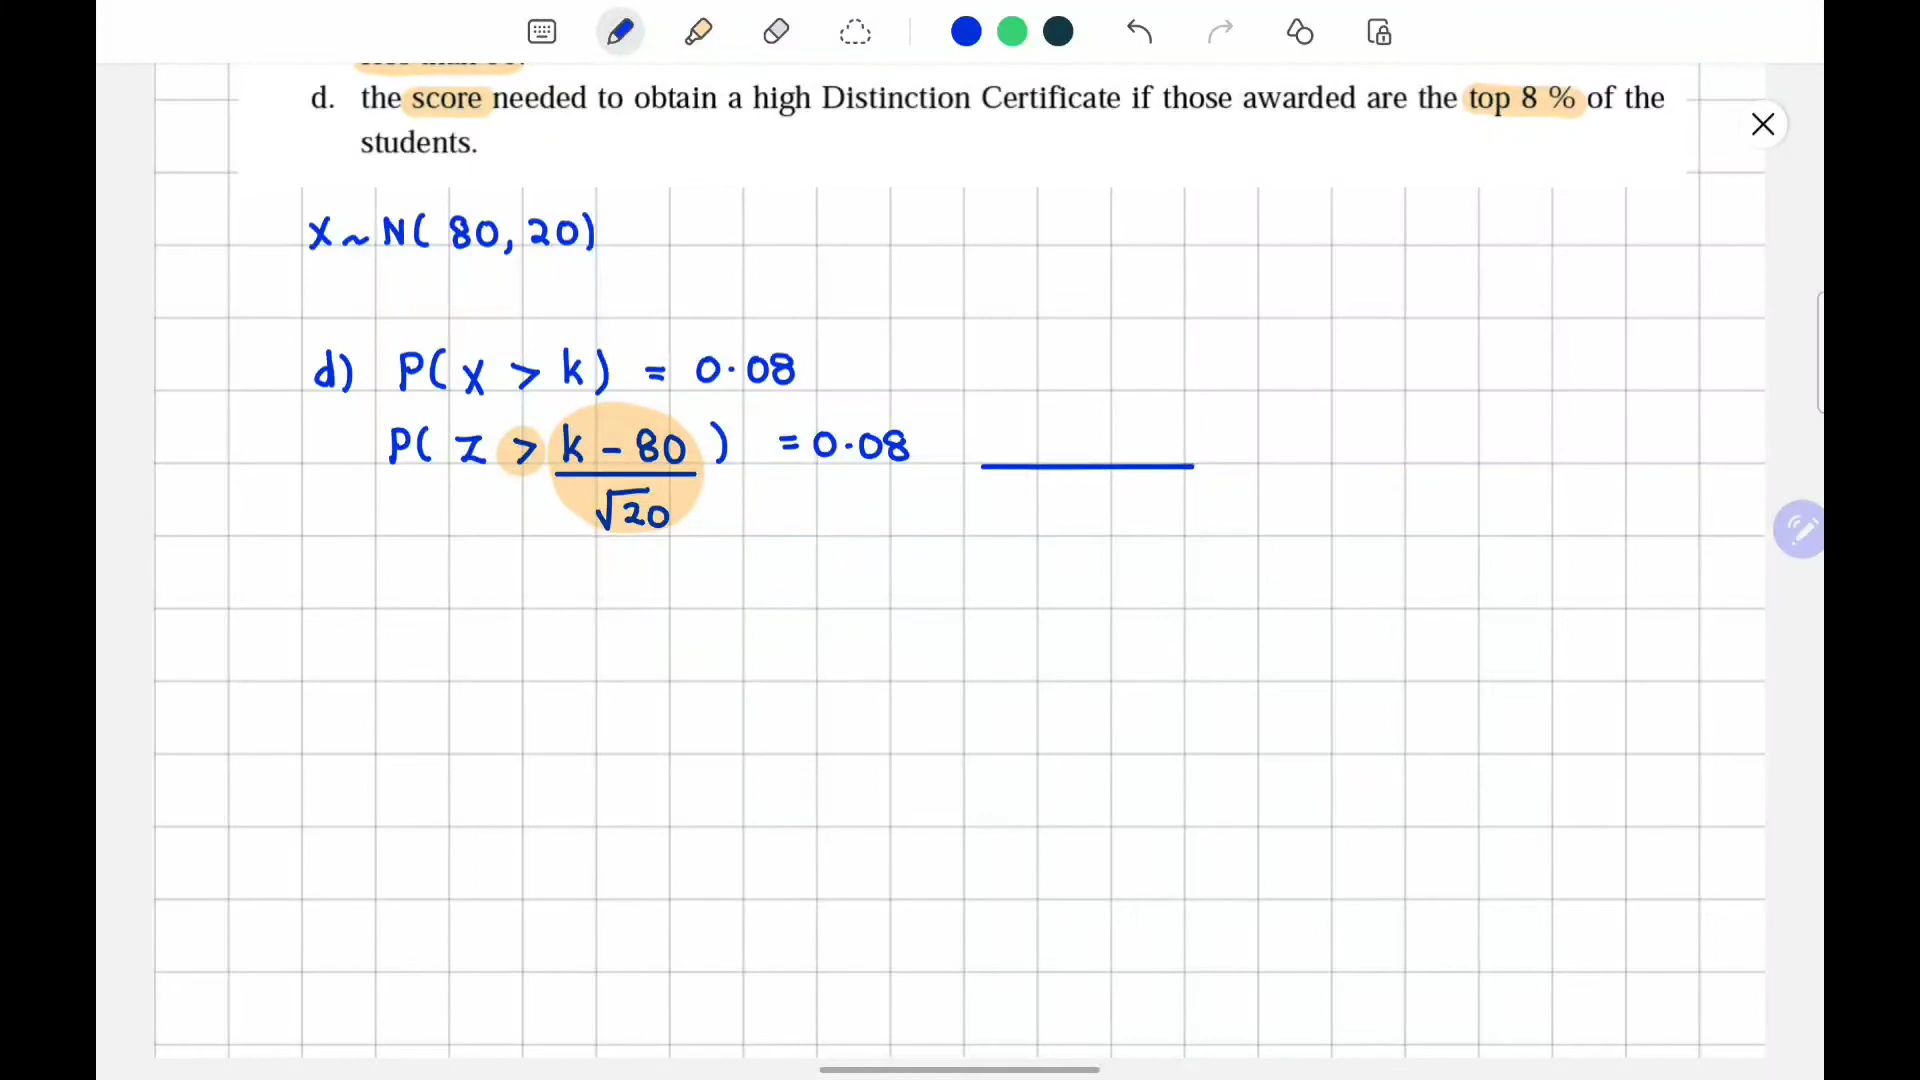 d. the score needed to obtain a high Distinction Certificate if those awarded are the top 8 % of the
students.
X ~ N( 80, 20)
d) P( X > k) = 0.08
P( Z > k - 80 ) = 0.08
√20